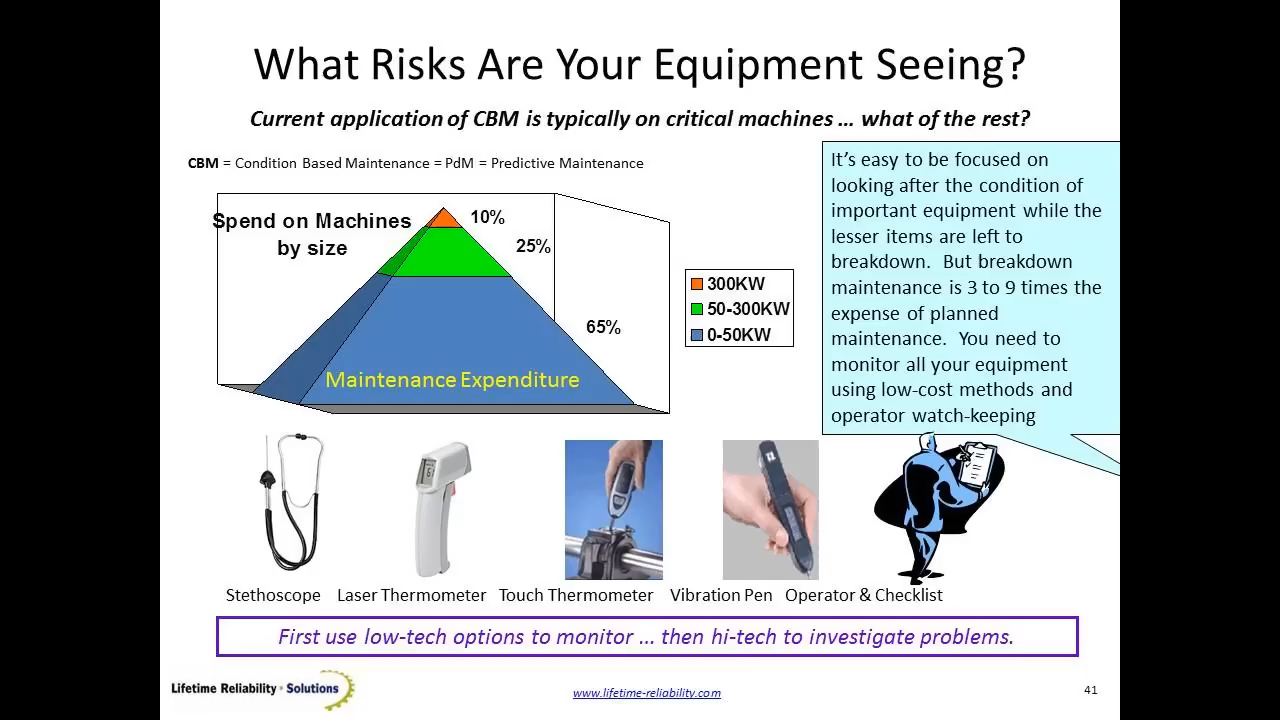 What Risks Are Your Equipment Seeing?
Current application of CBM is typically on critical machines … what of the rest?
CBM = Condition Based Maintenance = PdM = Predictive Maintenance
Spend on Machines
by size
10%
25%
65%
Maintenance Expenditure
300KW
50-300KW
0-50KW
It’s easy to be focused on
looking after the condition of
important equipment while the
lesser items are left to
breakdown. But breakdown
maintenance is 3 to 9 times the
expense of planned
maintenance. You need to
monitor all your equipment
using low-cost methods and
operator watch-keeping
Stethoscope
Laser Thermometer
Touch Thermometer
Vibration Pen
Operator & Checklist
First use low-tech options to monitor … then hi-tech to investigate problems.
Lifetime Reliability • Solutions
www.lifetime-reliability.com
41